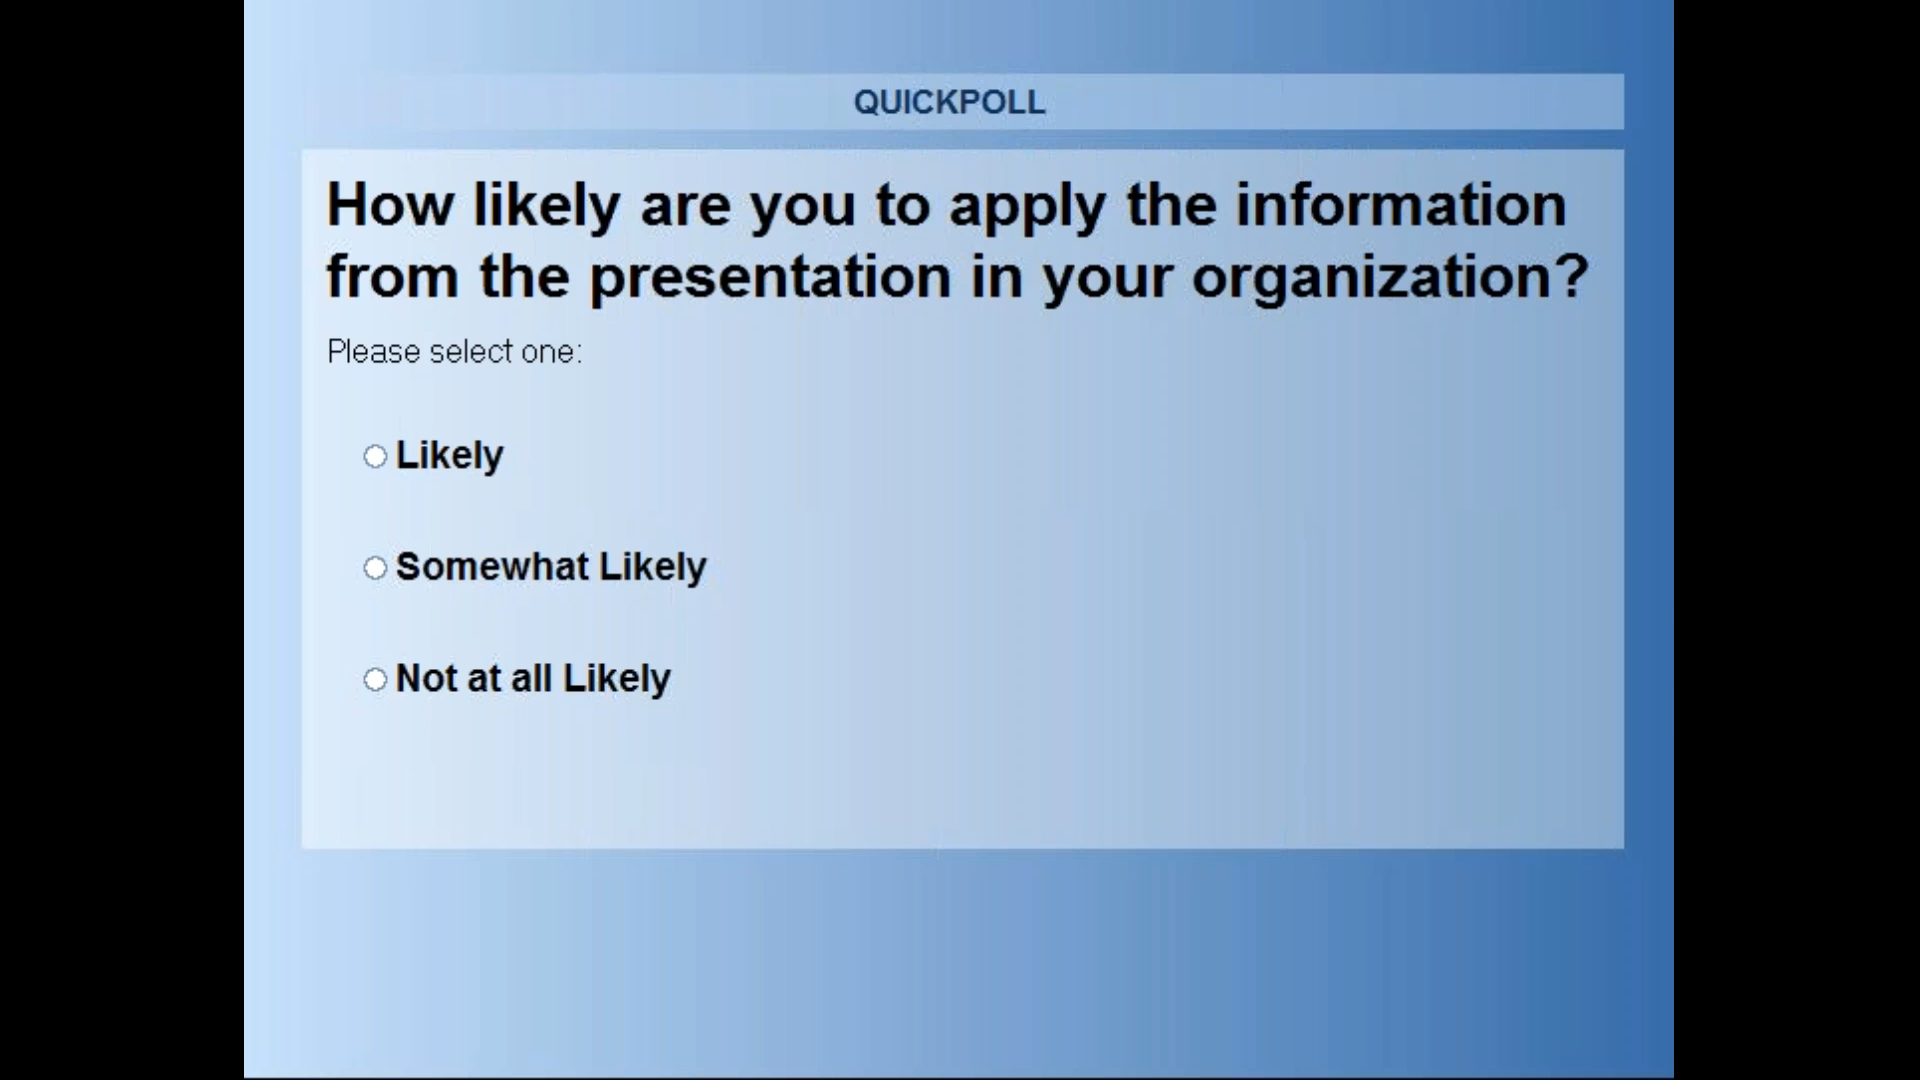 QUICKPOLL
How likely are you to apply the information
from the presentation in your organization?
Please select one:
Likely
Somewhat Likely
Not at all Likely